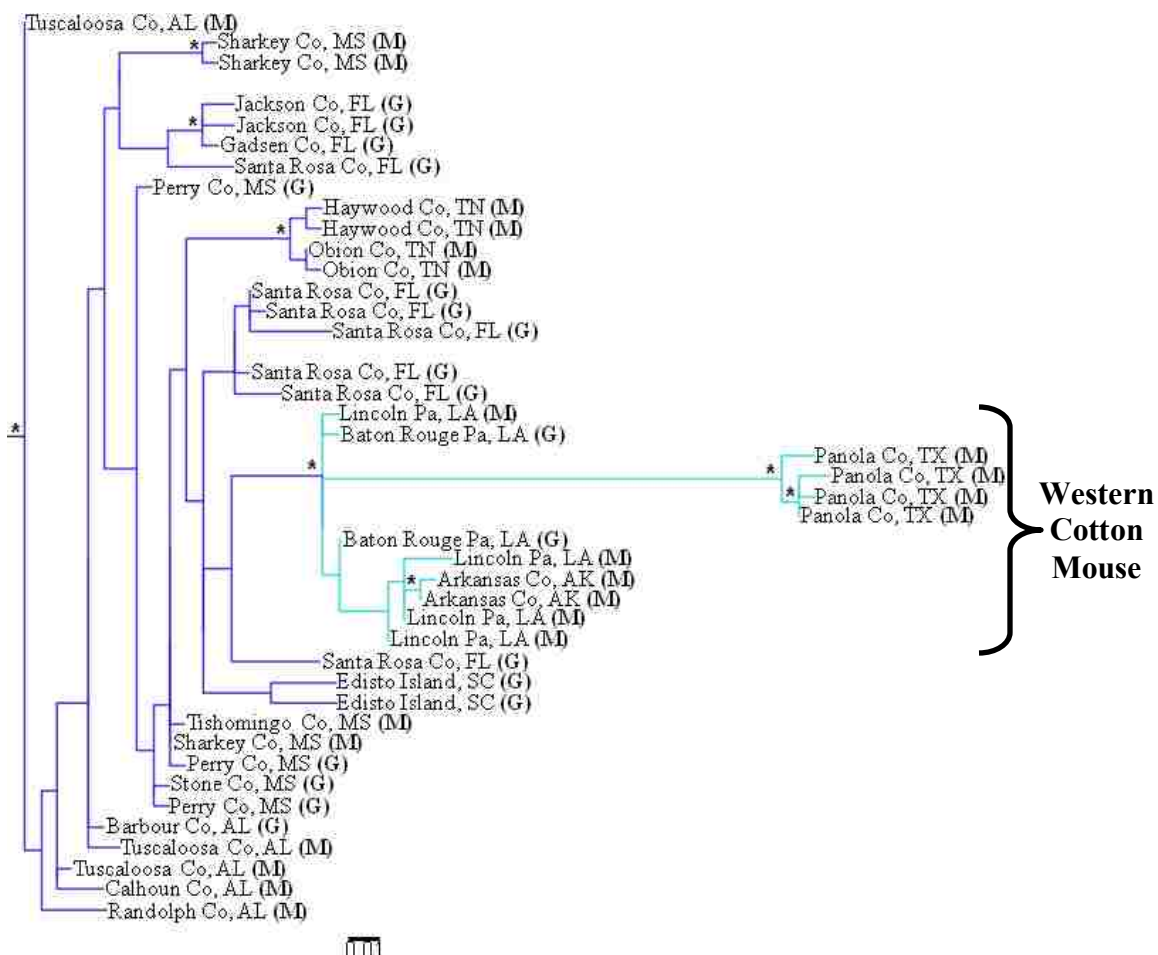 Tuscaloosa Co, AL (M)
* Sharkey Co, MS (M)
Sharkey Co, MS (M)
Jackson Co, FL (G)
* Jackson Co, FL (G)
Gadsen Co, FL (G)
Santa Rosa Co, FL (G)
Perry Co, MS (G)
Haywood Co, TN (M)
* Haywood Co, TN (M)
Obion Co, TN (M)
Obion Co, TN (M)
Santa Rosa Co, FL (G)
Santa Rosa Co, FL (G)
Santa Rosa Co, FL (G)
Santa Rosa Co, FL (G)
Santa Rosa Co, FL (G)
Lincoln Pa, LA (M)
* Baton Rouge Pa, LA (G)
Panola Co, TX (M)
* * Panola Co, TX (M)
* Panola Co, TX (M)
Panola Co, TX (M)
Western
Cotton
Mouse
Baton Rouge Pa, LA (G)
Lincoln Pa, LA (M)
* Arkansas Co, AK (M)
Arkansas Co, AK (M)
Lincoln Pa, LA (M)
Lincoln Pa, LA (M)
Santa Rosa Co, FL (G)
Edisto Island, SC (G)
Edisto Island, SC (G)
Tishomingo Co, MS (M)
Sharkey Co, MS (M)
Perry Co, MS (G)
Stone Co, MS (G)
Perry Co, MS (G)
Barbour Co, AL (G)
Tuscaloosa Co, AL (M)
Tuscaloosa Co, AL (M)
Calhoun Co, AL (M)
Randolph Co, AL (M)